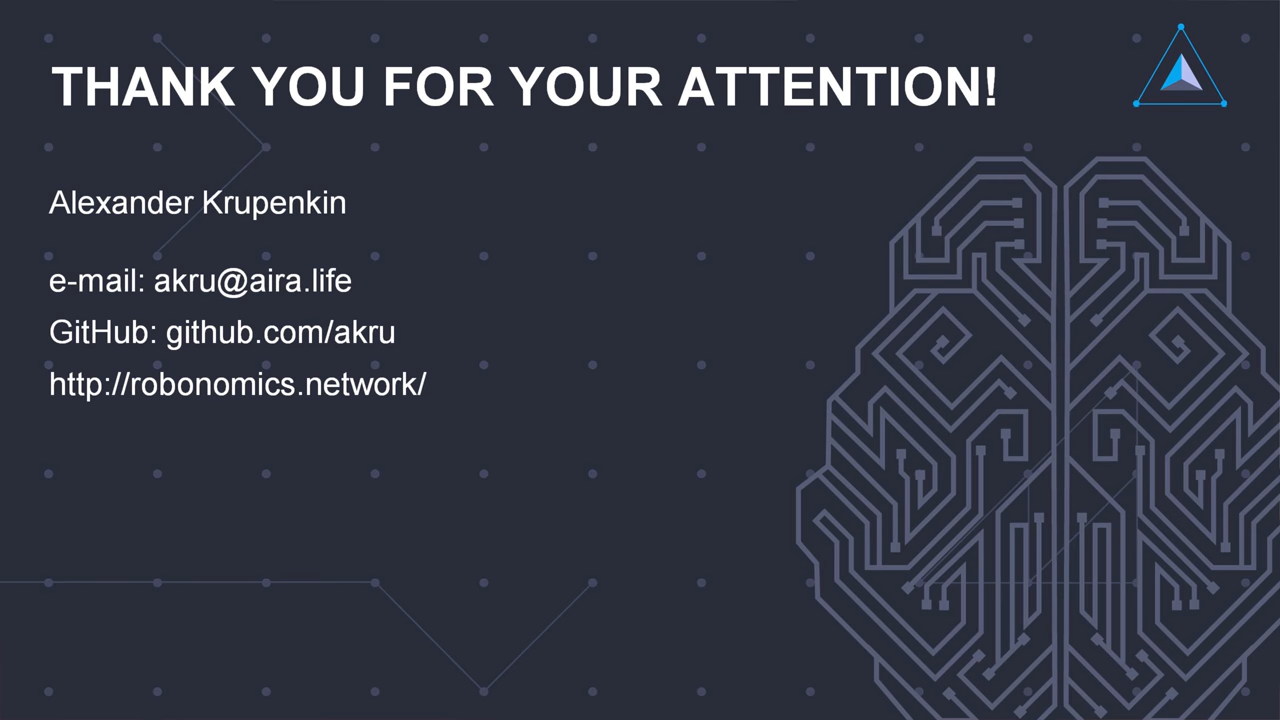 THANK YOU FOR YOUR ATTENTION!
Alexander Krupenkin
e-mail: akru@aira.life
GitHub: github.com/akru
http://robonomics.network/